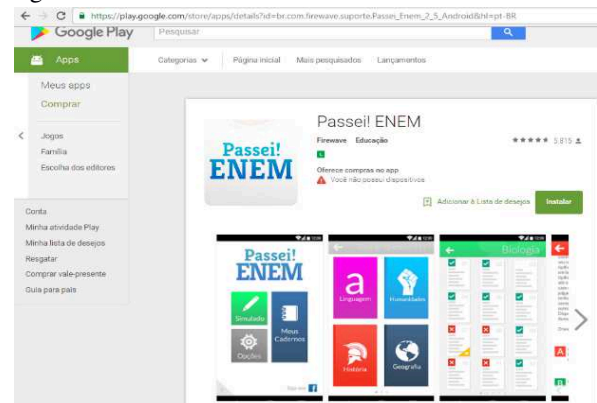 https://play.google.com/store/apps/details?id=br.com.firewave.suporte.Passei_Enem_2_5_Android&hl=pt-BR
Google Play
Pesquisar
Apps
Categorias
Página inicial
Mais pesquisados
Lançamentos
Meus apps
Comprar
Jogos
Família
Escolha dos editores
Conta
Minha atividade Play
Minha lista de desejos
Resgatar
Comprar vale-presente
Guia para pais
Passei!
ENEM
Passei! ENEM
Firewave Educação
5.815
Oferece compras no app
Você não possui dispositivos
Adicionar à Lista de desejos
Instalar
Passei!
ENEM
Simulado
Meus
Cadernos
Opções
a
Linguagem
Humanidades
História
Geografia
Biologia
A
B